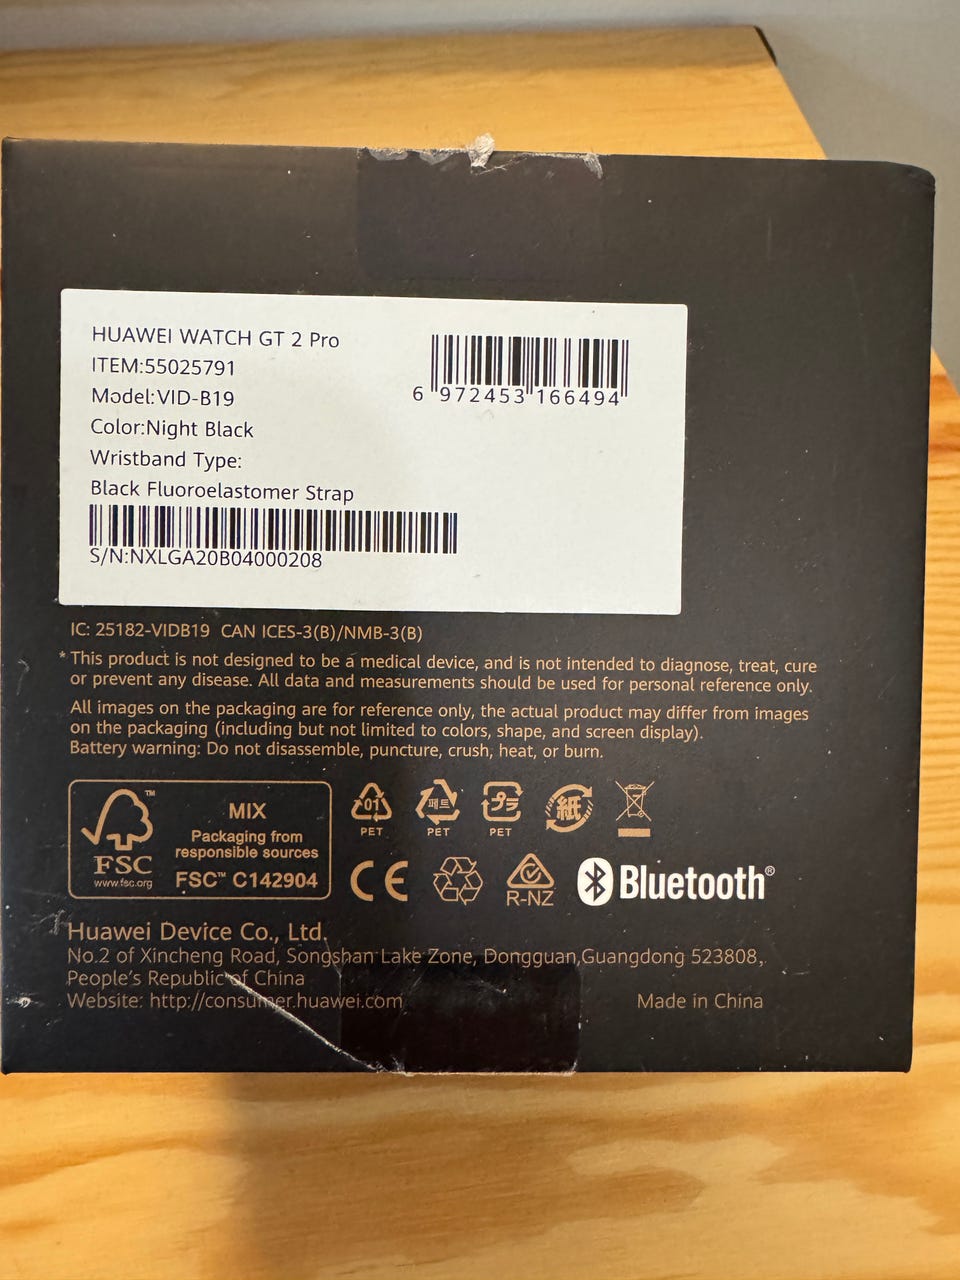 HUAWEI WATCH GT 2 Pro
ITEM:55025791
Model:VID-B19
Color:Night Black
Wristband Type:
Black Fluoroelastomer Strap
S/N:NXLGA20B04000208
6 972453 166494
IC: 25182-VIDB19 CAN ICES-3(B)/NMB-3(B)
* This product is not designed to be a medical device, and is not intended to diagnose, treat, cure
or prevent any disease. All data and measurements should be used for personal reference only.
All images on the packaging are for reference only, the actual product may differ from images
on the packaging (including but not limited to colors, shape, and screen display).
Battery warning: Do not disassemble, puncture, crush, heat, or burn.
FSC
www.fsc.org
MIX
Packaging from
responsible sources
FSC™ C142904
01
PET
페트
PET
プラ
PET
紙
CE
R-NZ
Bluetooth®
Huawei Device Co., Ltd.
No.2 of Xincheng Road, Songshan Lake Zone, Dongguan,Guangdong 523808,
People's Republic of China
Website: http://consumer.huawei.com
Made in China